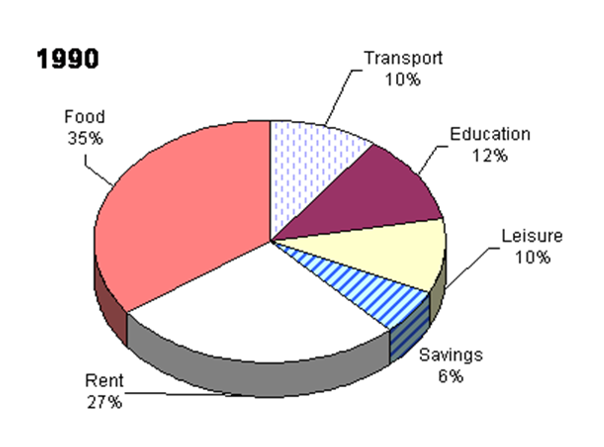 1990
Transport
10%
Education
12%
Leisure
10%
Savings
6%
Rent
27%
Food
35%